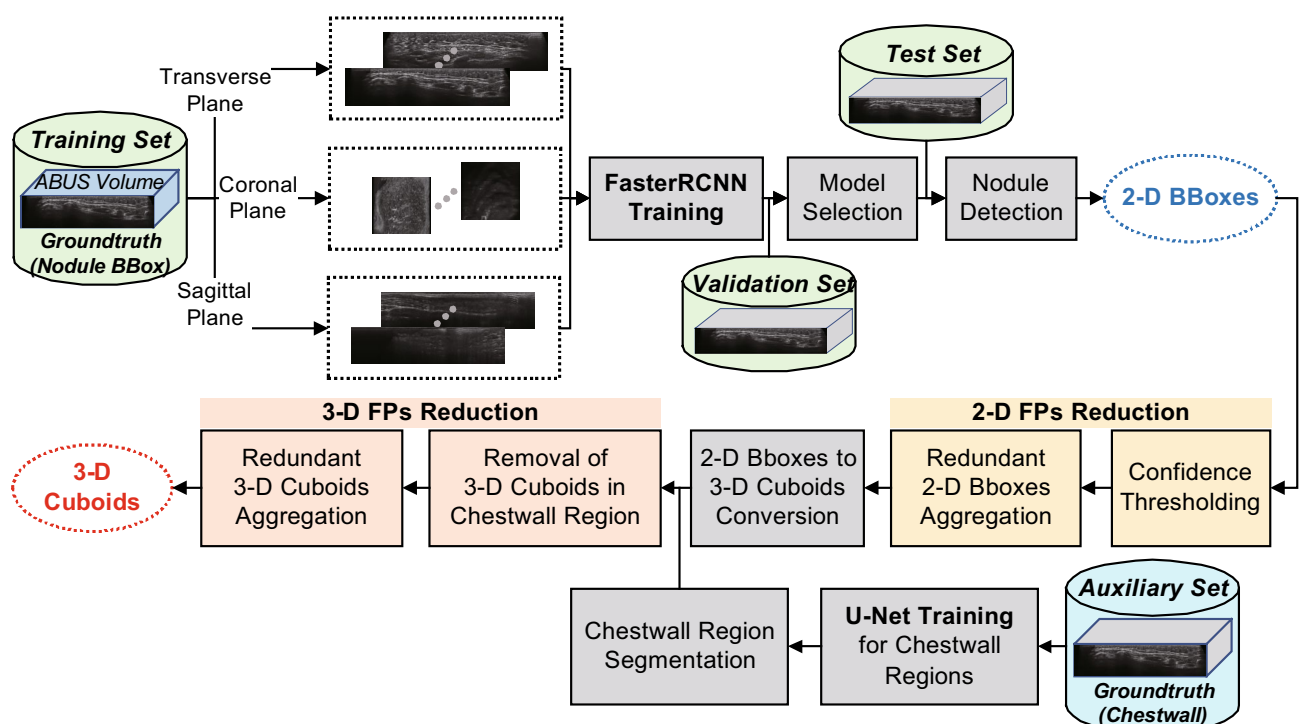 Training Set
ABUS Volume
Groundtruth
(Nodule BBox)
Transverse
Plane
Coronal
Plane
Sagittal
Plane
FasterRCNN
Training
Validation Set
Model
Selection
Test Set
Nodule
Detection
2-D BBoxes
2-D FPs Reduction
Confidence
Thresholding
Redundant
2-D Bboxes
Aggregation
2-D Bboxes to
3-D Cuboids
Conversion
3-D FPs Reduction
Removal of
3-D Cuboids in
Chestwall Region
Redundant
3-D Cuboids
Aggregation
3-D
Cuboids
Auxiliary Set
Groundtruth
(Chestwall)
U-Net Training
for Chestwall
Regions
Chestwall Region
Segmentation